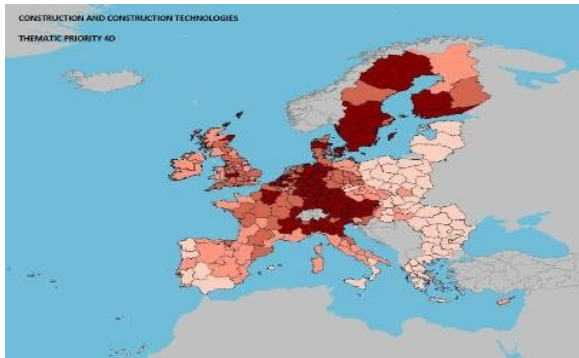 CONSTRUCTION AND CONSTRUCTION TECHNOLOGIES
THEMATIC PRIORITY 4D